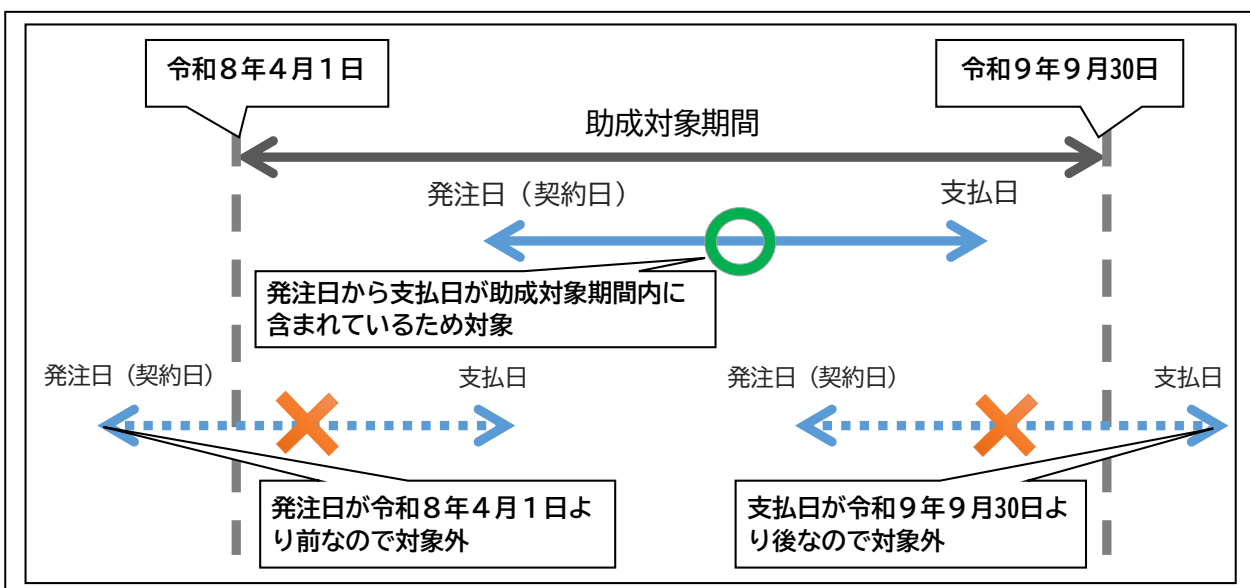 令和８年４月１日
令和９年９月30日
助成対象期間
発注日（契約日）
支払日
発注日から支払日が助成対象期間内に
含まれているため対象
発注日（契約日）
支払日
発注日（契約日）
支払日
発注日が令和８年４月１日よ
り前なので対象外
支払日が令和９年９月30日よ
り後なので対象外